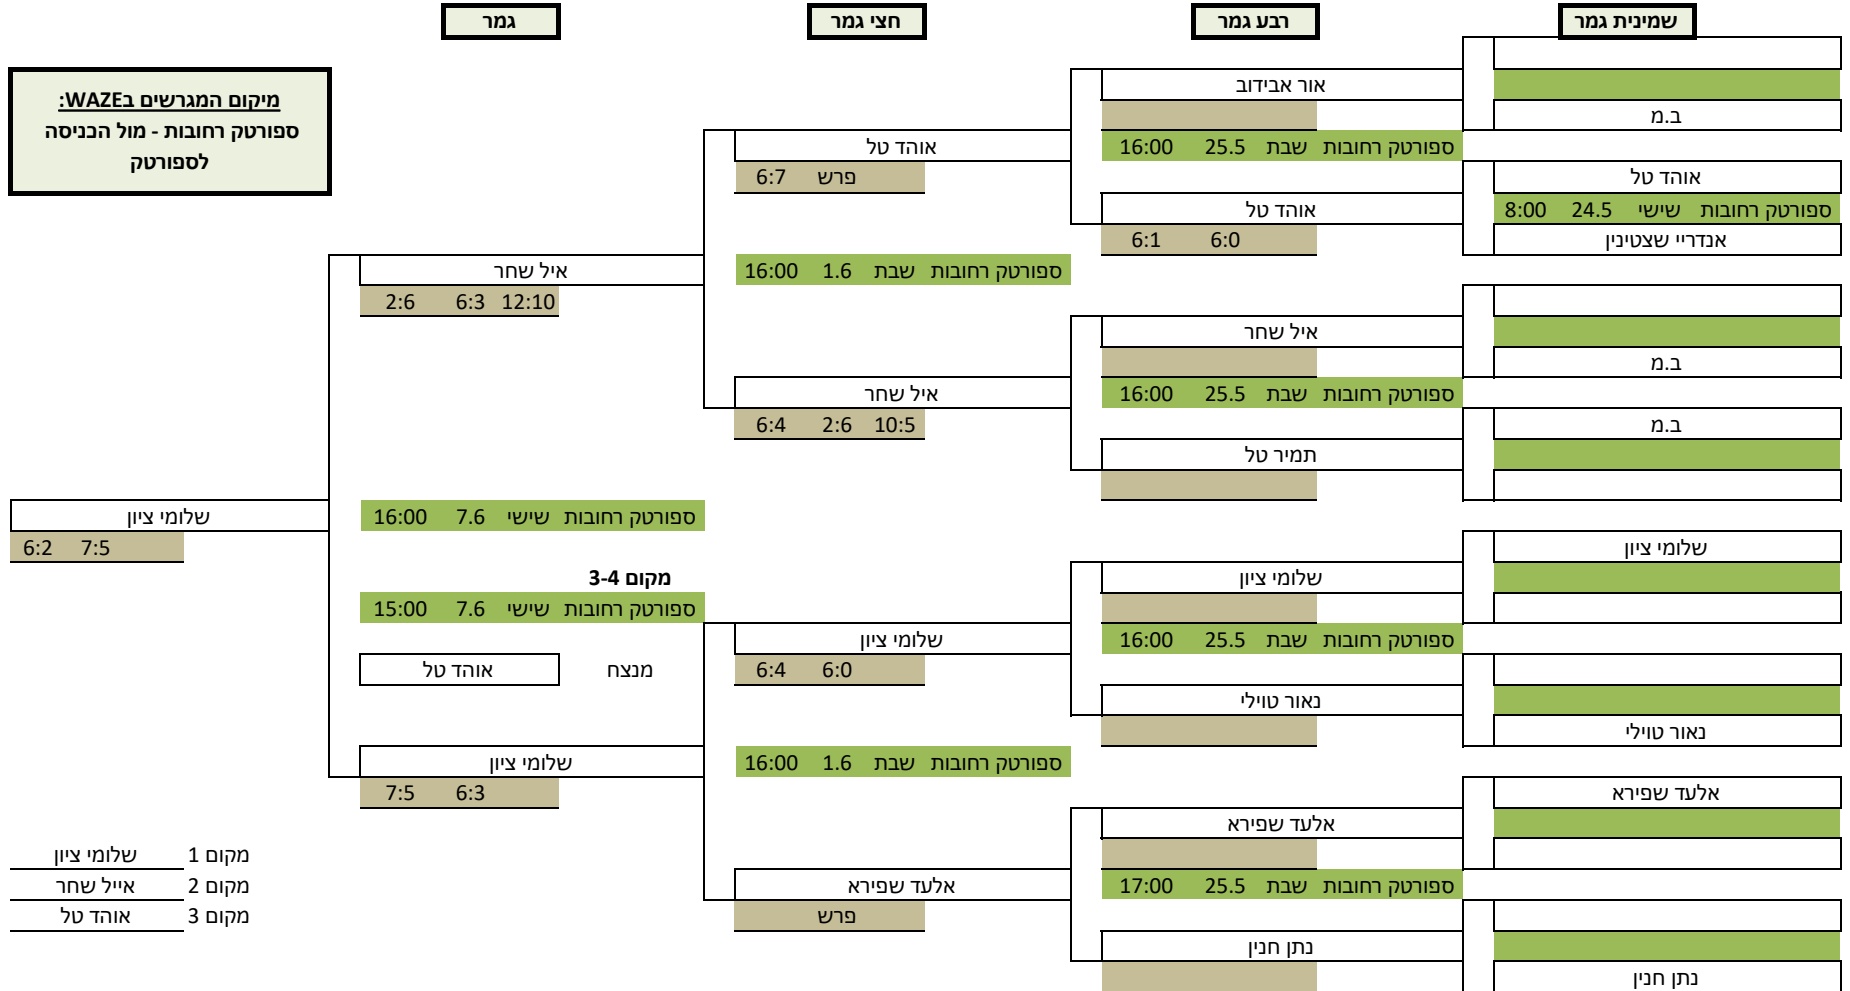 שמינית גמר
רבע גמר
חצי גמר
גמר
מיקום המגרשים בWAZE:
ספורטק רחובות - מול הכניסה
לספורטק
ב.מ
אוהד טל
ספורטק רחובות שישי 24.5 8:00
אנדריי שצטינין
ב.מ
ב.מ
שלומי ציון
נאור טוילי
אלעד שפירא
נתן חנין
אור אבידוב
ספורטק רחובות שבת 25.5 16:00
אוהד טל
6:1 6:0
איל שחר
ספורטק רחובות שבת 25.5 16:00
תמיר טל
שלומי ציון
ספורטק רחובות שבת 25.5 16:00
נאור טוילי
אלעד שפירא
ספורטק רחובות שבת 25.5 17:00
נתן חנין
אוהד טל
6:7 פרש
ספורטק רחובות שבת 1.6 16:00
איל שחר
6:4 2:6 10:5
שלומי ציון
6:4 6:0
ספורטק רחובות שבת 1.6 16:00
אלעד שפירא
פרש
איל שחר
2:6 6:3 12:10
ספורטק רחובות שישי 7.6 16:00
מקום 3-4
ספורטק רחובות שישי 7.6 15:00
מנצח אוהד טל
שלומי ציון
7:5 6:3
שלומי ציון
6:2 7:5
מקום 1 שלומי ציון
מקום 2 אייל שחר
מקום 3 אוהד טל